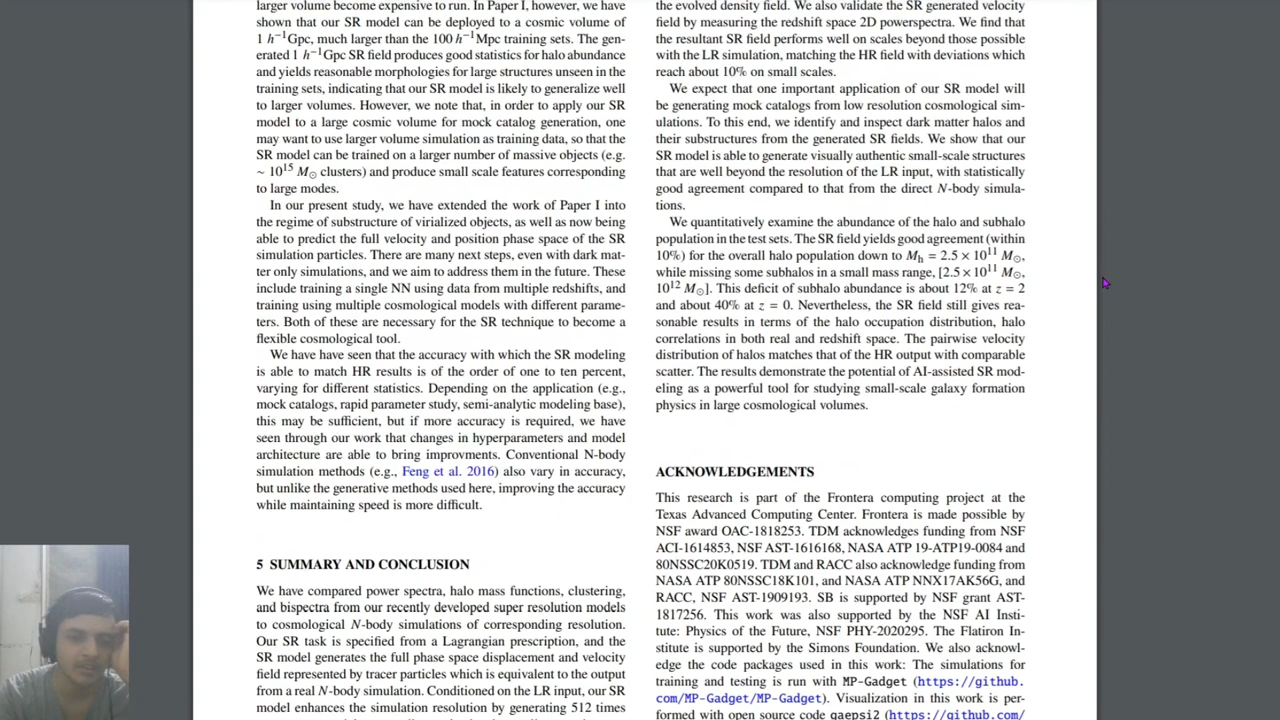 larger volume become expensive to run. In Paper I, however, we have
shown that our SR model can be deployed to a cosmic volume of
1 h⁻¹Gpc, much larger than the 100 h⁻¹Mpc training sets. The gen-
erated 1 h⁻¹Gpc SR field produces good statistics for halo abundance
and yields reasonable morphologies for large structures unseen in the
training sets, indicating that our SR model is likely to generalize well
to larger volumes. However, we note that, in order to apply our SR
model to a large cosmic volume for mock catalog generation, one
may want to use larger volume simulation as training data, so that the
SR model can be trained on a larger number of massive objects (e.g.
~ 10¹⁵ M⊙ clusters) and produce small scale features corresponding
to large modes.
In our present study, we have extended the work of Paper I into
the regime of substructure of virialized objects, as well as now being
able to predict the full velocity and position phase space of the SR
simulation particles. There are many next steps, even with dark mat-
ter only simulations, and we aim to address them in the future. These
include training a single NN using data from multiple redshifts, and
training using multiple cosmological models with different parame-
ters. Both of these are necessary for the SR technique to become a
flexible cosmological tool.
We have have seen that the accuracy with which the SR modeling
is able to match HR results is of the order of one to ten percent,
varying for different statistics. Depending on the application (e.g.,
mock catalogs, rapid parameter study, semi-analytic modeling base),
this may be sufficient, but if more accuracy is required, we have
seen through our work that changes in hyperparameters and model
architecture are able to bring improvments. Conventional N-body
simulation methods (e.g., Feng et al. 2016) also vary in accuracy,
but unlike the generative methods used here, improving the accuracy
while maintaining speed is more difficult.
5 SUMMARY AND CONCLUSION
We have compared power spectra, halo mass functions, clustering,
and bispectra from our recently developed super resolution models
to cosmological N-body simulations of corresponding resolution.
Our SR task is specified from a Lagrangian prescription, and the
SR model generates the full phase space displacement and velocity
field represented by tracer particles which is equivalent to the output
from a real N-body simulation. Conditioned on the LR input, our SR
model enhances the simulation resolution by generating 512 times
the evolved density field. We also validate the SR generated velocity
field by measuring the redshift space 2D powerspectra. We find that
the resultant SR field performs well on scales beyond those possible
with the LR simulation, matching the HR field with deviations which
reach about 10% on small scales.
We expect that one important application of our SR model will
be generating mock catalogs from low resolution cosmological sim-
ulations. To this end, we identify and inspect dark matter halos and
their substructures from the generated SR fields. We show that our
SR model is able to generate visually authentic small-scale structures
that are well beyond the resolution of the LR input, with statistically
good agreement compared to that from the direct N-body simula-
tions.
We quantitatively examine the abundance of the halo and subhalo
population in the test sets. The SR field yields good agreement (within
10%) for the overall halo population down to Mₕ = 2.5 × 10¹¹ M⊙,
while missing some subhalos in a small mass range, [2.5 × 10¹¹ M⊙,
10¹² M⊙]. This deficit of subhalo abundance is about 12% at z = 2
and about 40% at z = 0. Nevertheless, the SR field still gives rea-
sonable results in terms of the halo occupation distribution, halo
correlations in both real and redshift space. The pairwise velocity
distribution of halos matches that of the HR output with comparable
scatter. The results demonstrate the potential of AI-assisted SR mod-
eling as a powerful tool for studying small-scale galaxy formation
physics in large cosmological volumes.
ACKNOWLEDGEMENTS
This research is part of the Frontera computing project at the
Texas Advanced Computing Center. Frontera is made possible by
NSF award OAC-1818253. TDM acknowledges funding from NSF
ACI-1614853, NSF AST-1616168, NASA ATP 19-ATP19-0084 and
80NSSC20K0519. TDM and RACC also acknowledge funding from
NASA ATP 80NSSC18K101, and NASA ATP NNX17AK56G, and
RACC, NSF AST-1909193. SB is supported by NSF grant AST-
1817256. This work was also supported by the NSF AI Insti-
tute: Physics of the Future, NSF PHY-2020295. The Flatiron In-
stitute is supported by the Simons Foundation. We also acknowl-
edge the code packages used in this work: The simulations for
training and testing is run with MP-Gadget (https://github.
com/MP-Gadget/MP-Gadget). Visualization in this work is per-
formed with open source code gaepsi2 (https://github.com/